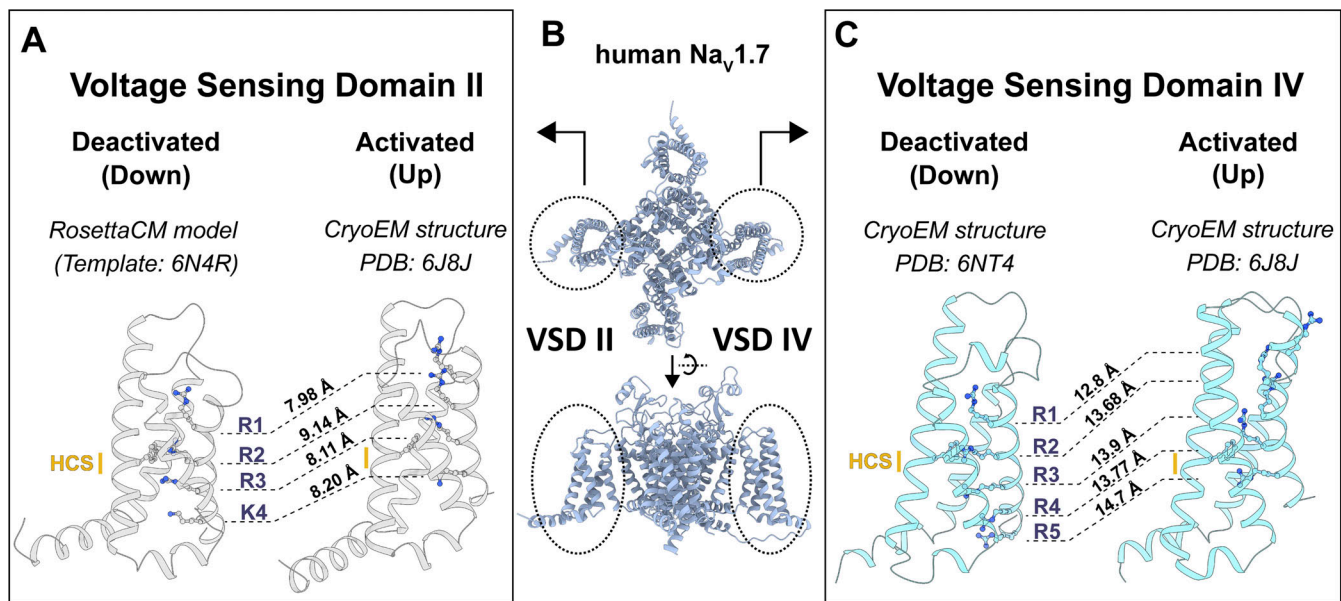 A
Voltage Sensing Domain II
Deactivated
(Down)
Activated
(Up)
RosettaCM model
(Template: 6N4R)
CryoEM structure
PDB: 6J8J
HCS
R1
R2
R3
K4
7.98 Å
9.14 Å
8.11 Å
8.20 Å
B
human NaV1.7
VSD II
VSD IV
C
Voltage Sensing Domain IV
Deactivated
(Down)
Activated
(Up)
CryoEM structure
PDB: 6NT4
CryoEM structure
PDB: 6J8J
HCS
R1
R2
R3
R4
R5
12.8 Å
13.68 Å
13.9 Å
13.77 Å
14.7 Å